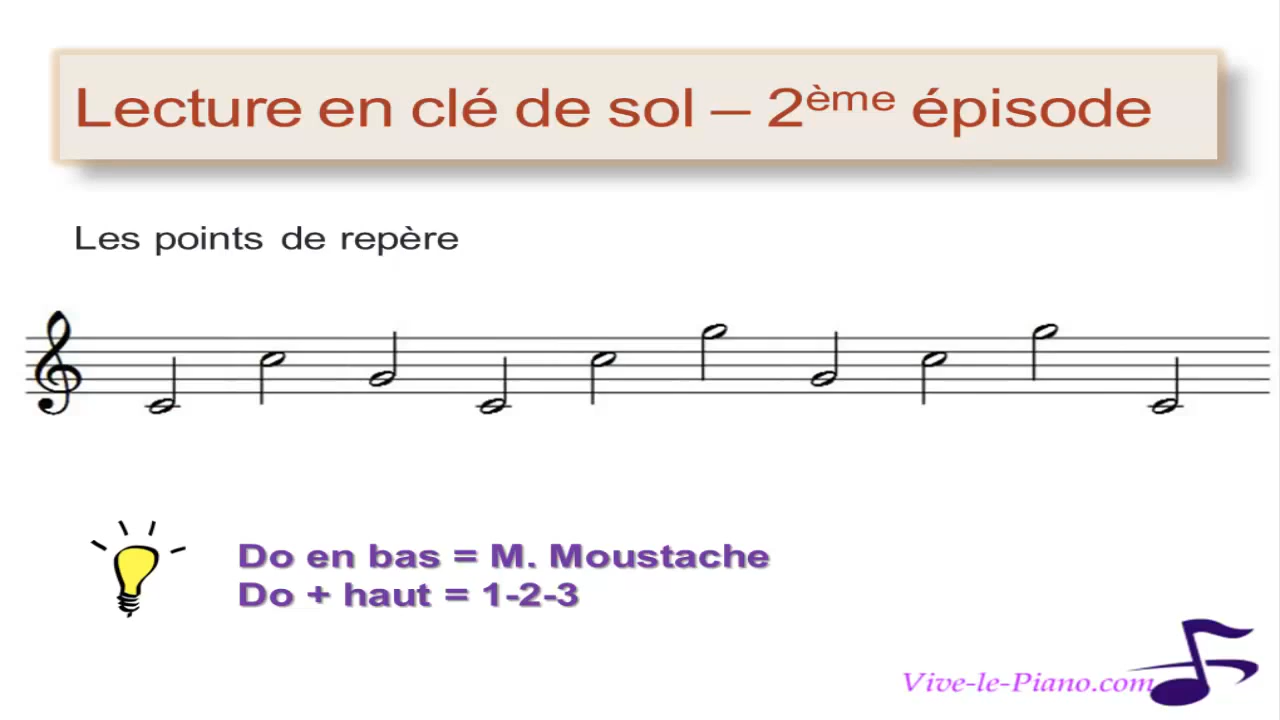 Lecture en clé de sol – 2ème épisode
Les points de repère
Do en bas = M. Moustache
Do + haut = 1-2-3
Vive-le-Piano.com